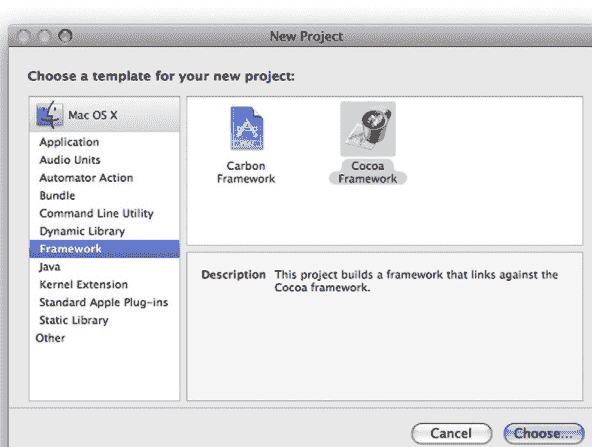 New Project
Choose a template for your new project:
Mac OS X
Application
Audio Units
Automator Action
Bundle
Command Line Utility
Dynamic Library
Framework
Java
Kernel Extension
Standard Apple Plug-ins
Static Library
Other
Carbon
Framework
Cocoa
Framework
Description This project builds a framework that links against the
Cocoa framework.
Cancel
Choose...